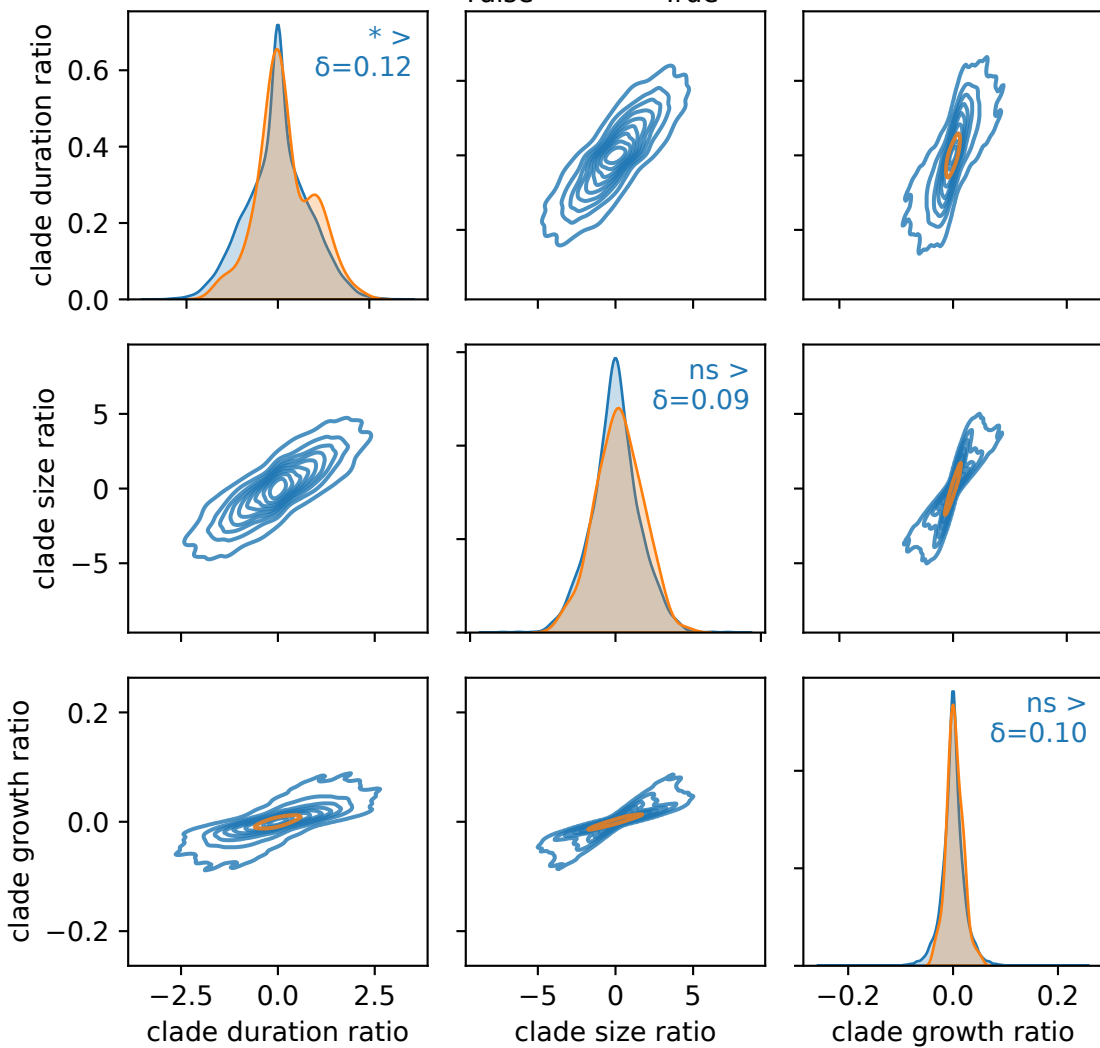 clade duration ratio
0.6
0.4
0.2
0.0
* >
δ=0.12
clade size ratio
5
0
−5
ns >
δ=0.09
clade growth ratio
0.2
0.0
−0.2
ns >
δ=0.10
−2.5 0.0 2.5
clade duration ratio
−5 0 5
clade size ratio
−0.2 0.0 0.2
clade growth ratio